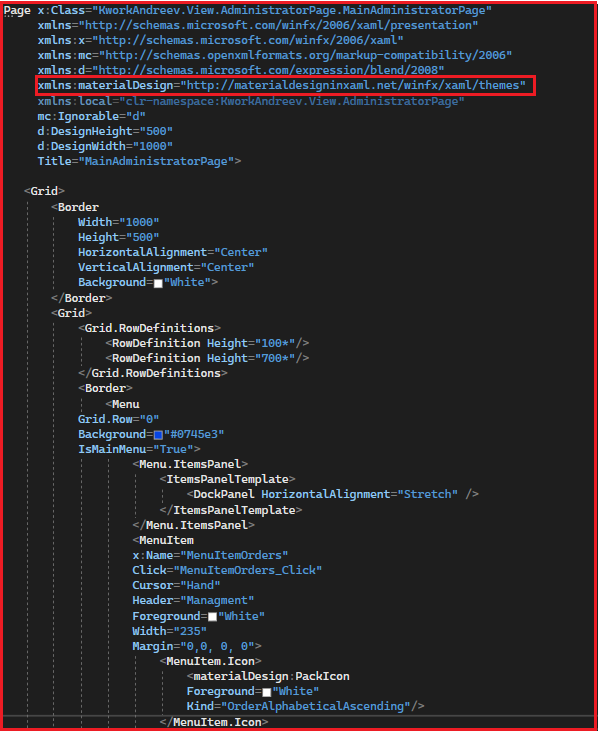 Page x:Class="KworkAndreev.View.AdministratorPage.MainAdministratorPage"
xmlns="http://schemas.microsoft.com/winfx/2006/xaml/presentation"
xmlns:x="http://schemas.microsoft.com/winfx/2006/xaml"
xmlns:mc="http://schemas.openxmlformats.org/markup-compatibility/2006"
xmlns:d="http://schemas.microsoft.com/expression/blend/2008"
xmlns:materialDesign="http://materialdesigninxaml.net/winfx/xaml/themes"
xmlns:local="clr-namespace:KworkAndreev.View.AdministratorPage"
mc:Ignorable="d"
d:DesignHeight="500"
d:DesignWidth="1000"
Title="MainAdministratorPage">
<Grid>
<Border
Width="1000"
Height="500"
HorizontalAlignment="Center"
VerticalAlignment="Center"
Background="White">
</Border>
<Grid>
<Grid.RowDefinitions>
<RowDefinition Height="100*"/>
<RowDefinition Height="700*"/>
</Grid.RowDefinitions>
<Border>
<Menu
Grid.Row="0"
Background="#0745e3"
IsMainMenu="True">
<Menu.ItemsPanel>
<ItemsPanelTemplate>
<DockPanel HorizontalAlignment="Stretch" />
</ItemsPanelTemplate>
</Menu.ItemsPanel>
<MenuItem
x:Name="MenuItemOrders"
Click="MenuItemOrders_Click"
Cursor="Hand"
Header="Managment"
Foreground="White"
Width="235"
Margin="0,0, 0, 0">
<MenuItem.Icon>
<materialDesign:PackIcon
Foreground="White"
Kind="OrderAlphabeticalAscending"/>
</MenuItem.Icon>